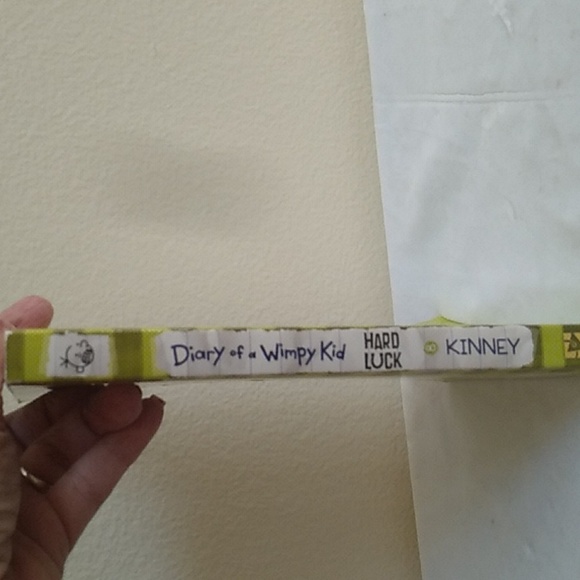 Diary of a Wimpy Kid
HARD
LUCK
KINNEY